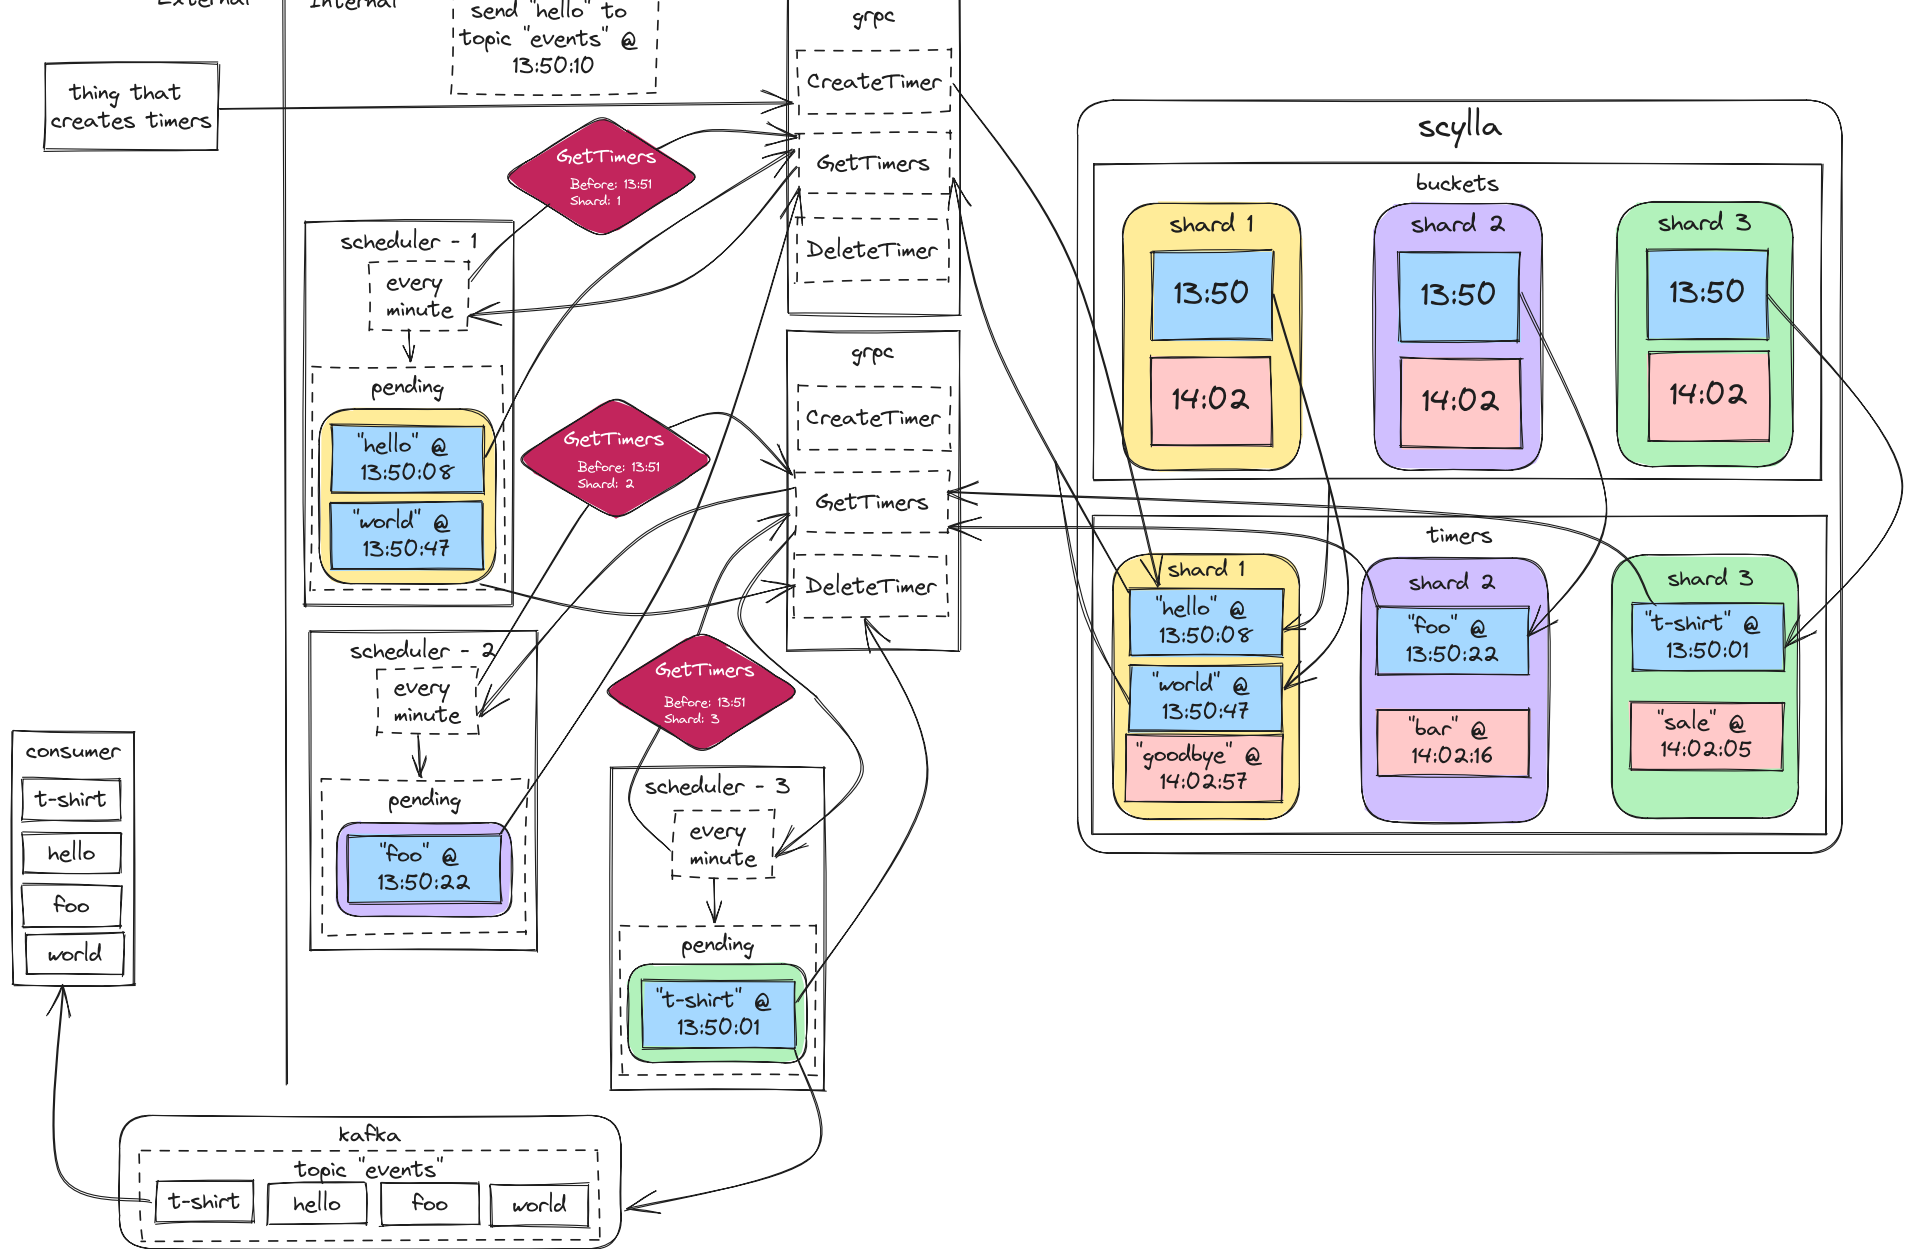 External
Internal
send "hello" to
topic "events" @
13:50:10
thing that
creates timers
grpc
CreateTimer
GetTimers
DeleteTimer
GetTimers
Before: 13:51
Shard: 1
scheduler - 1
every
minute
pending
"hello" @
13:50:08
"world" @
13:50:47
grpc
CreateTimer
GetTimers
DeleteTimer
GetTimers
Before: 13:51
Shard: 2
scheduler - 2
every
minute
pending
"foo" @
13:50:22
GetTimers
Before: 13:51
Shard: 3
scheduler - 3
every
minute
pending
"t-shirt" @
13:50:01
scylla
buckets
shard 1
13:50
14:02
shard 2
13:50
14:02
shard 3
13:50
14:02
timers
shard 1
"hello" @
13:50:08
"world" @
13:50:47
"goodbye" @
14:02:57
shard 2
"foo" @
13:50:22
"bar" @
14:02:16
shard 3
"t-shirt" @
13:50:01
"sale" @
14:02:05
consumer
t-shirt
hello
foo
world
kafka
topic "events"
t-shirt
hello
foo
world